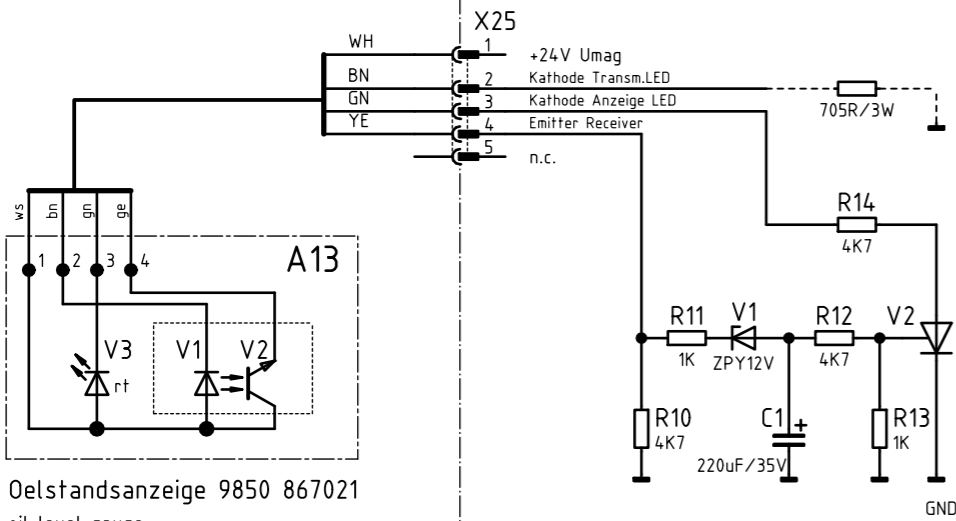 X25
WH
1
+24V Umag
BN
2
Kathode Transm.LED
GN
3
Kathode Anzeige LED
705R/3W
YE
4
Emitter Receiver
5
n.c.
ws
bn
gn
ge
R14
4K7
1
2
3
4
A13
R11
V1
R12
V2
1K
ZPY12V
4K7
V3
V1
V2
rt
R10
4K7
C1
+
220uF/35V
R13
1K
Oelstandsanzeige 9850 867021
GND